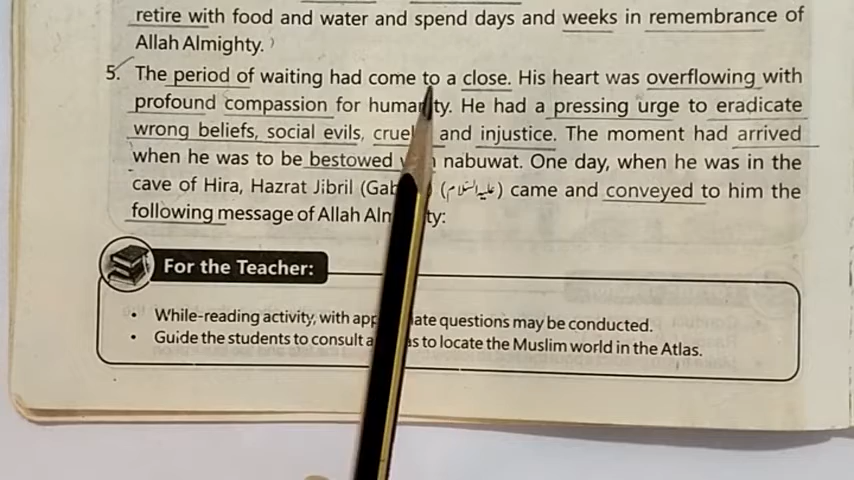 retire with food and water and spend days and weeks in remembrance of
Allah Almighty.
5. The period of waiting had come to a close. His heart was overflowing with
profound compassion for humanity. He had a pressing urge to eradicate
wrong beliefs, social evils, cruel and injustice. The moment had arrived
when he was to be bestowed nabuwat. One day, when he was in the
cave of Hira, Hazrat Jibril (Gab) (علیہ السلام) came and conveyed to him the
following message of Allah Almighty:
For the Teacher:
• While-reading activity, with appropriate questions may be conducted.
• Guide the students to consult a to locate the Muslim world in the Atlas.